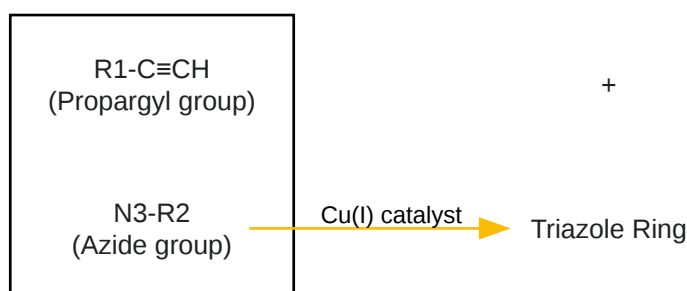 R1-C≡CH
(Propargyl group)
+
N3-R2
(Azide group)
Cu(I) catalyst
Triazole Ring